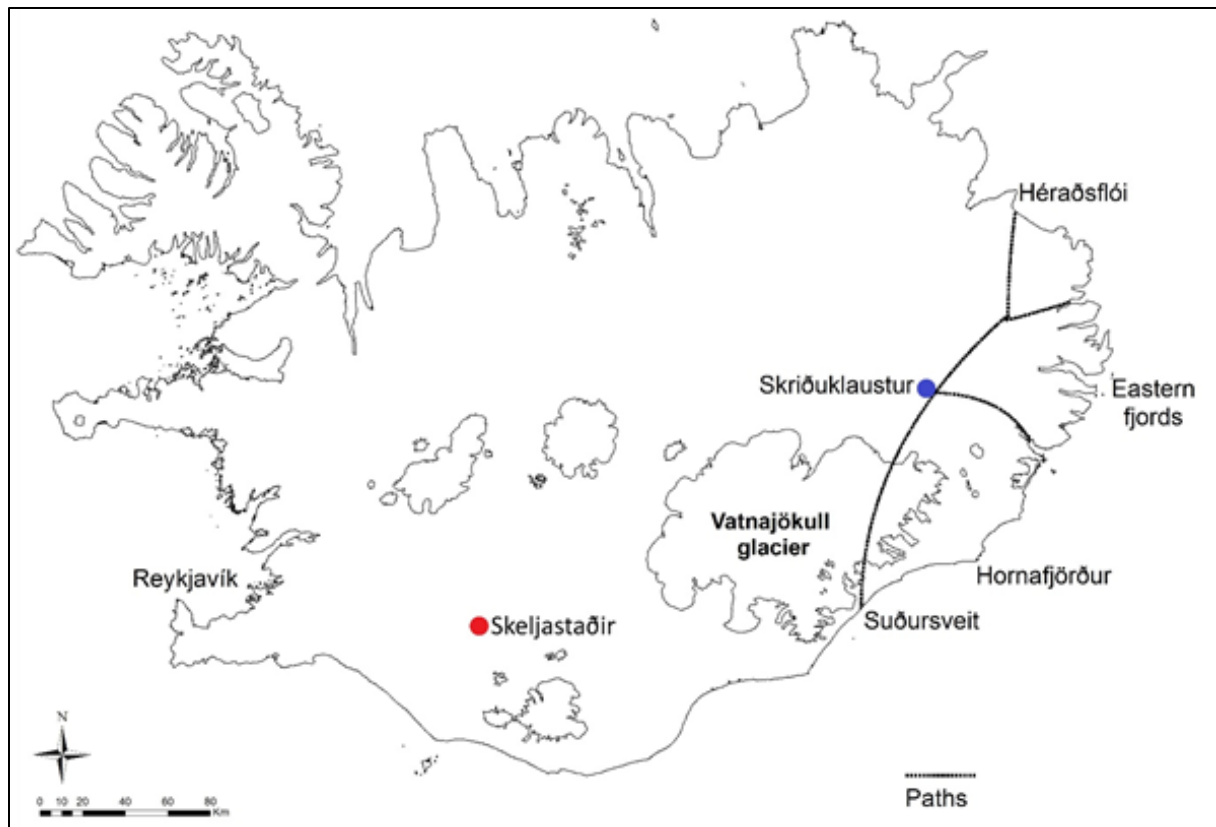 Héraðsflói
Skriðuklaustur
Eastern
fjords
Vatnajökull
glacier
Reykjavík
Hornafjörður
Skeljastaðir
Suðursveit
N
0 10 20 40 60 80
Km
Paths